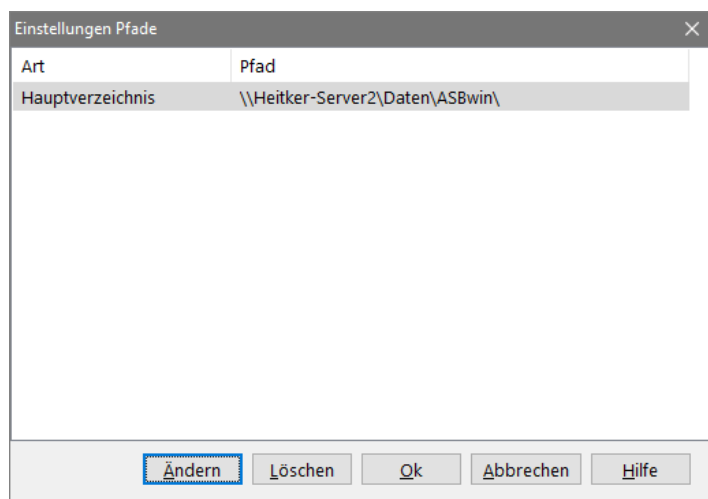 Einstellungen Pfade
Art Pfad
Hauptverzeichnis \\Heitker-Server2\Daten\ASBwin\
Ändern Löschen Ok Abbrechen Hilfe